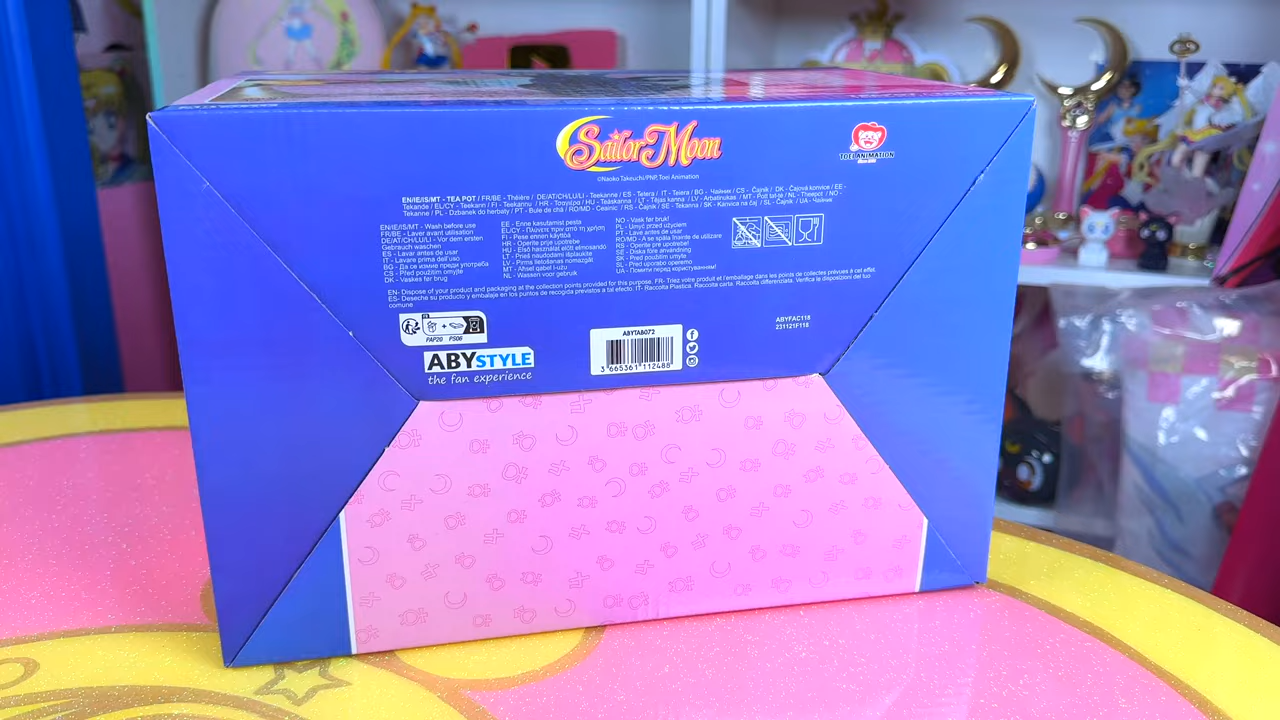 Sailor Moon
TOEI ANIMATION
©Naoko Takeuchi/PNP, Toei Animation
EN/IE/IS/MT - TEA POT / FR/BE - Théière / DE/AT/CH/LU/LI - Teekanne / ES - Tetera / IT - Teiera / BG - Чайник / CS - Čajník / DK - Čajová konvice / EE -
Tekande / EL/CY - Teekann / FI - Teekannu / HR - Τσαγιέρα / HU - Teáskanna / LT - Tējas kanna / LV - Arbatinukas / MT - Pott tat-te / NL - Theepot / NO -
Tekanne / PL - Dzbanek do herbaty / PT - Bule de chá / RO/MD - Ceainic / RS - Čajnik / SE - Tekanna / SK - Kanvica na čaj / SL - Čajnik / UA - Чайник
EN/IE/IS/MT - Wash before use
FR/BE - Laver avant utilisation
DE/AT/CH/LU/LI - Vor dem ersten
Gebrauch waschen
ES - Lavar antes de usar
IT - Lavare prima dell'uso
BG - Да се измие преди употреба
CS - Před použitím omyjte
DK - Vaskes før brug
EE - Enne kasutamist pesta
EL/CY - Πλύνετε πριν από τη χρήση
FI - Pese ennen käyttöä
HR - Operite prije upotrebe
HU - Első használat előtt elmosandó
LT - Prieš naudodami išplaukite
LV - Pirms lietošanas nomazgāt
MT - Aħsel qabel l-użu
NL - Wassen voor gebruik
NO - Vask før bruk!
PL - Umyć przed użyciem
PT - Lave antes de usar
RO/MD - A se spăla înainte de utilizare
RS - Operite pre upotrebe!
SE - Diska före användning
SK - Pred použitím umyte
SL - Pred uporabo operemo
UA - Помити перед користуванням!
EN- Dispose of your product and packaging at the collection points provided for this purpose. FR- Triez votre produit et l'emballage dans les points de collectes prévues à cet effet.
ES- Deseche su producto y embalaje en los puntos de recogida previstos a tal efecto. IT- Raccolta Plastica. Raccolta carta. Raccolta differenziata. Verifica le disposizioni del tuo
comune
FR
PAP20 PS06
ABYSTYLE
the fan experience
ABYTAB072
3 665361 112488
ABYFAC118
231121F118